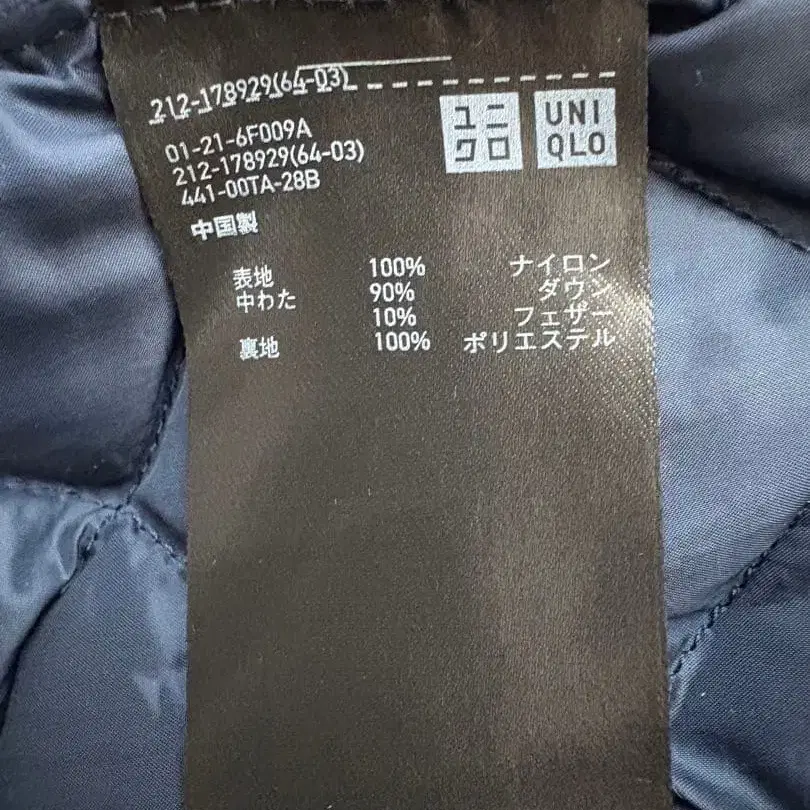 212-178929(64-03)
ユニクロ
UNIQLO
01-21-6F009A
212-178929(64-03)
441-00TA-28B
中国製
表地 100% ナイロン
中わた 90% ダウン
10% フェザー
裏地 100% ポリエステル